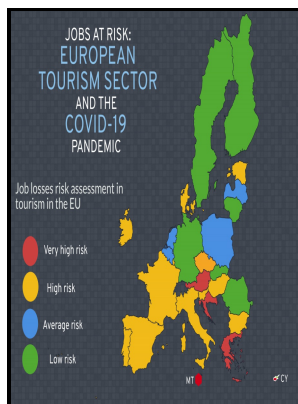 JOBS AT RISK:
EUROPEAN
TOURISM SECTOR
AND THE
COVID-19
PANDEMIC
Job losses risk assessment in
tourism in the EU
Very high risk
High risk
Average risk
Low risk
MT
CY